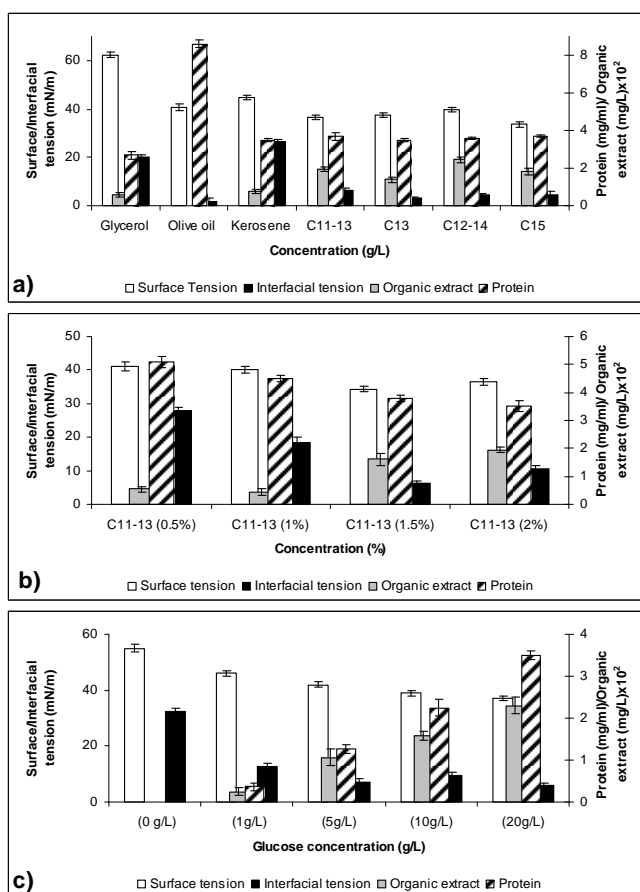 Surface/Interfacial
tension (mN/m)
60
40
20
0
8
6
4
2
0
Protein (mg/ml)/ Organic
extract (mg/L)x10²
Glycerol Olive oil Kerosene C11-13 C13 C12-14 C15
Concentration (g/L)
a)
Surface Tension Interfacial tension Organic extract Protein
Surface/Interfacial
tension (mN/m)
50
40
30
20
10
0
6
5
4
3
2
1
0
Protein (mg/ml)/ Organic
extract (mg/L)x10²
C11-13 (0.5%) C11-13 (1%) C11-13 (1.5%) C11-13 (2%)
Concentration (%)
b)
Surface tension Interfacial tension Organic extract Protein
Surface/Interfacial
tension (mN/m)
60
40
20
0
4
3
2
1
0
Protein (mg/ml)/Organic
extract (mg/L)x10²
(0 g/L) (1g/L) (5g/L) (10g/L) (20g/L)
Glucose concentration (g/L)
c)
Surface tension Interfacial tension Organic extract Protein